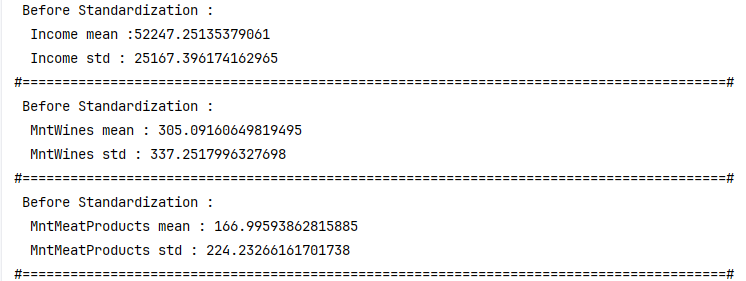 Before Standardization :
Income mean :52247.25135379061
Income std : 25167.396174162965
#========================================================================================#
Before Standardization :
MntWines mean : 305.09160649819495
MntWines std : 337.2517996327698
#========================================================================================#
Before Standardization :
MntMeatProducts mean : 166.99593862815885
MntMeatProducts std : 224.23266161701738
#========================================================================================#